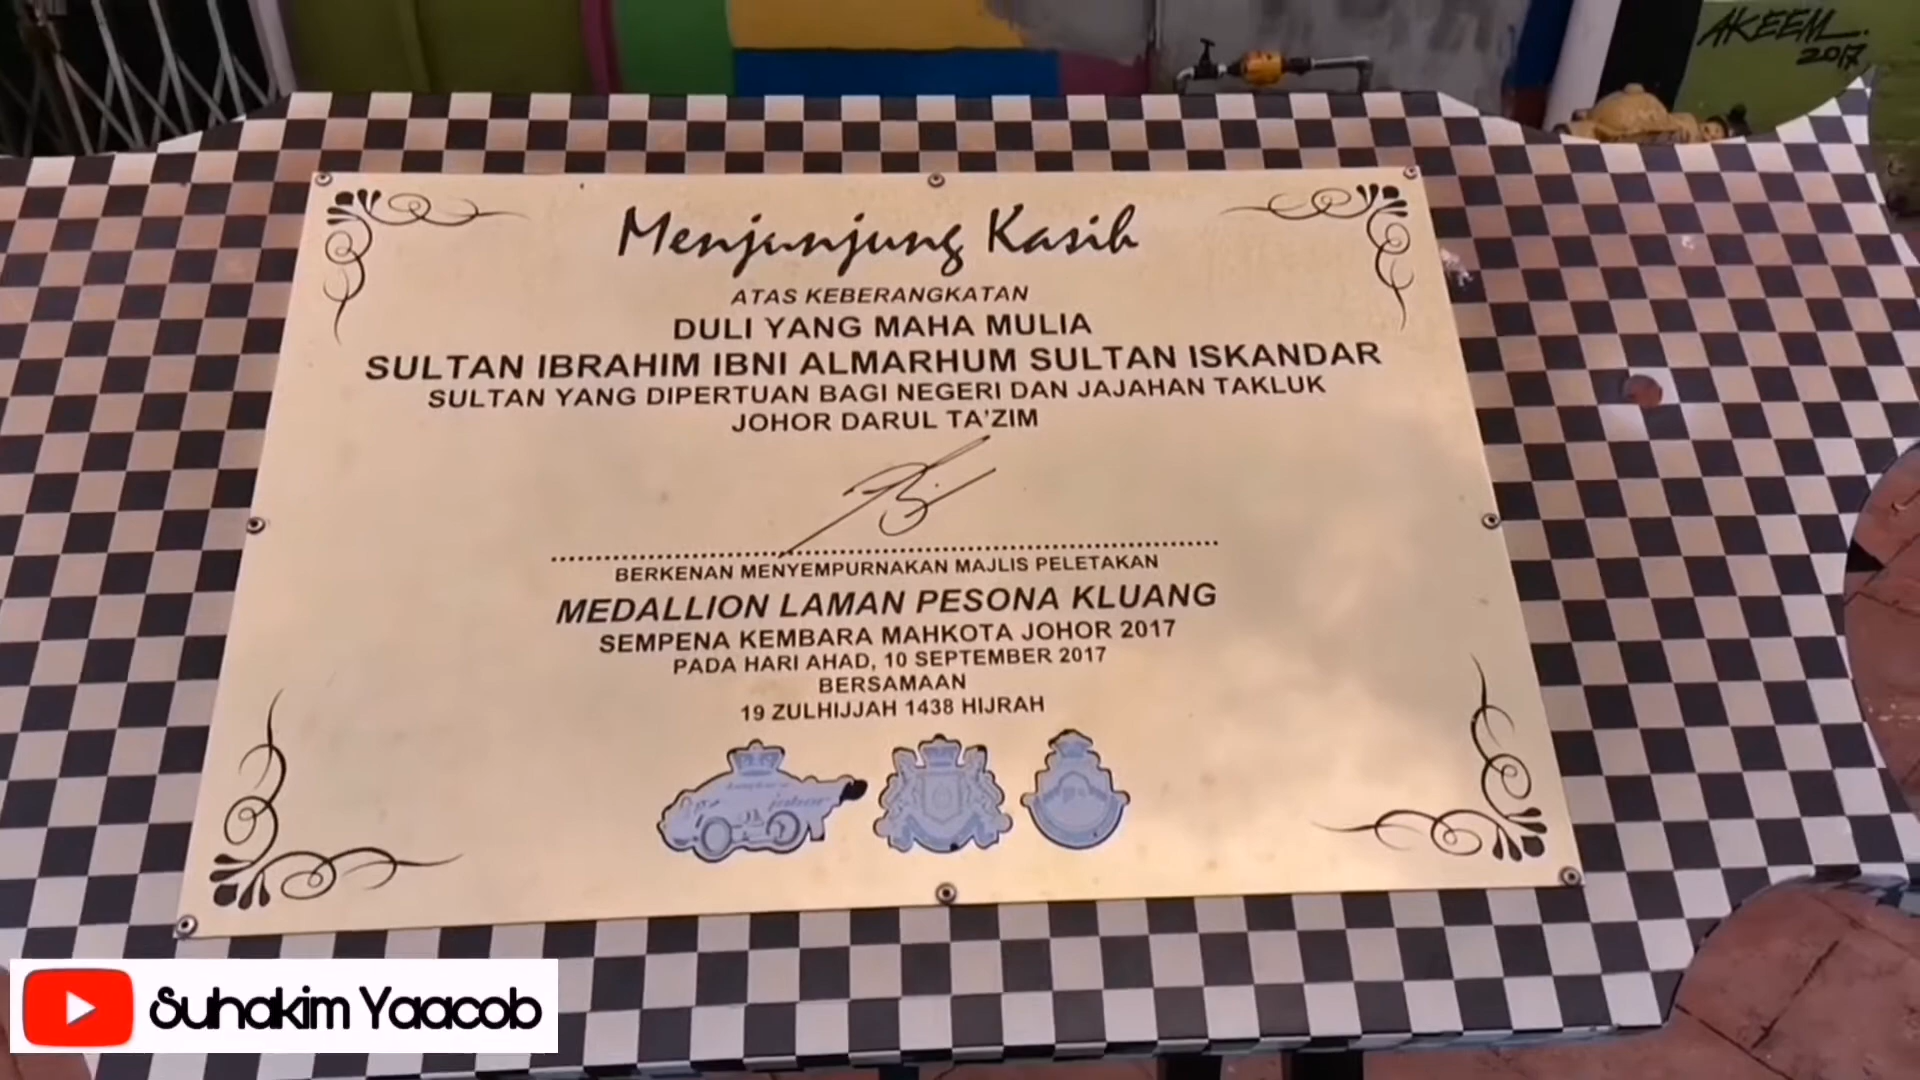 AKEEM.
2017
Menjunjung Kasih
ATAS KEBERANGKATAN
DULI YANG MAHA MULIA
SULTAN IBRAHIM IBNI ALMARHUM SULTAN ISKANDAR
SULTAN YANG DIPERTUAN BAGI NEGERI DAN JAJAHAN TAKLUK
JOHOR DARUL TA'ZIM
BERKENAN MENYEMPURNAKAN MAJLIS PELETAKAN
MEDALLION LAMAN PESONA KLUANG
SEMPENA KEMBARA MAHKOTA JOHOR 2017
PADA HARI AHAD, 10 SEPTEMBER 2017
BERSAMAAN
19 ZULHIJJAH 1438 HIJRAH
johor
Suhakim Yaacob